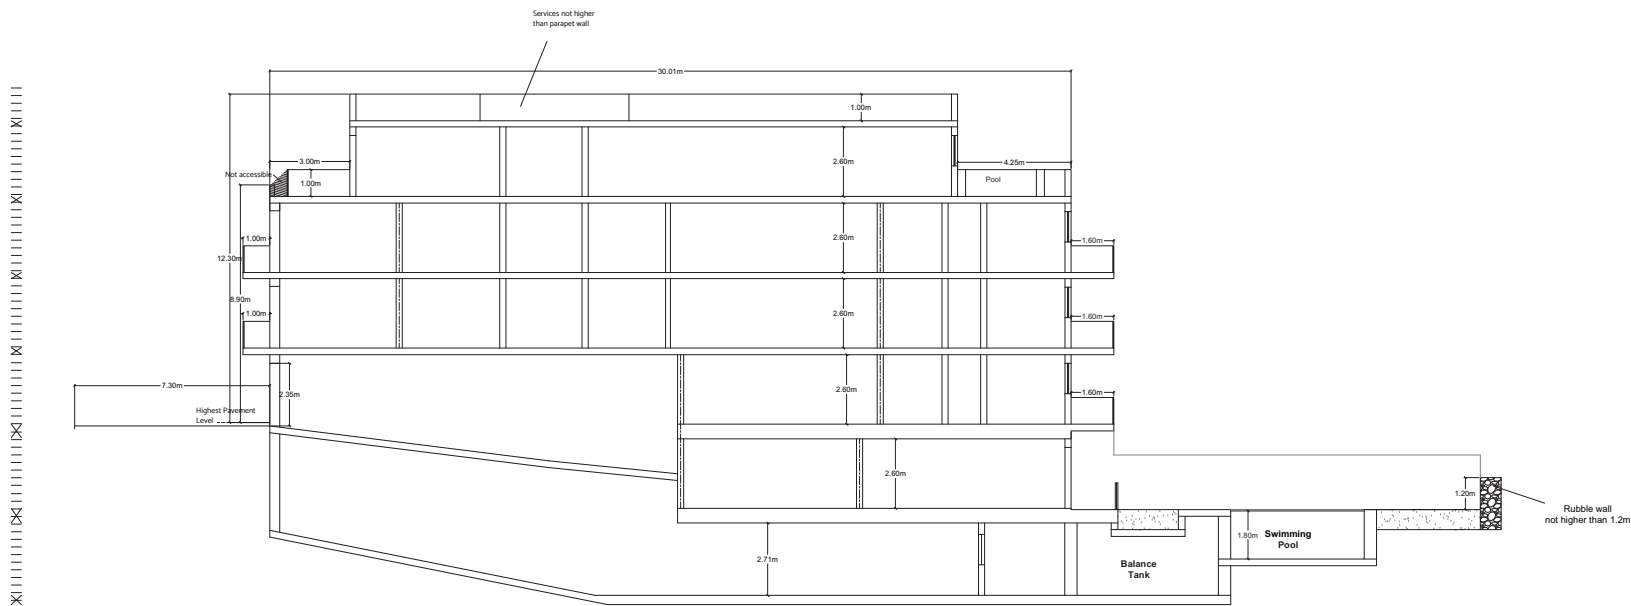 Services not higher
than parapet wall
30.01m
1.00m
3.00m
2.60m
4.25m
Not accessible
1.00m
Pool
1.00m
2.60m
1.60m
12.30m
8.90m
1.00m
2.60m
1.60m
7.30m
2.35m
2.60m
1.60m
Highest Pavement
Level
2.60m
1.20m
Rubble wall
not higher than 1.2m
1.80m
Swimming
Pool
2.71m
Balance
Tank